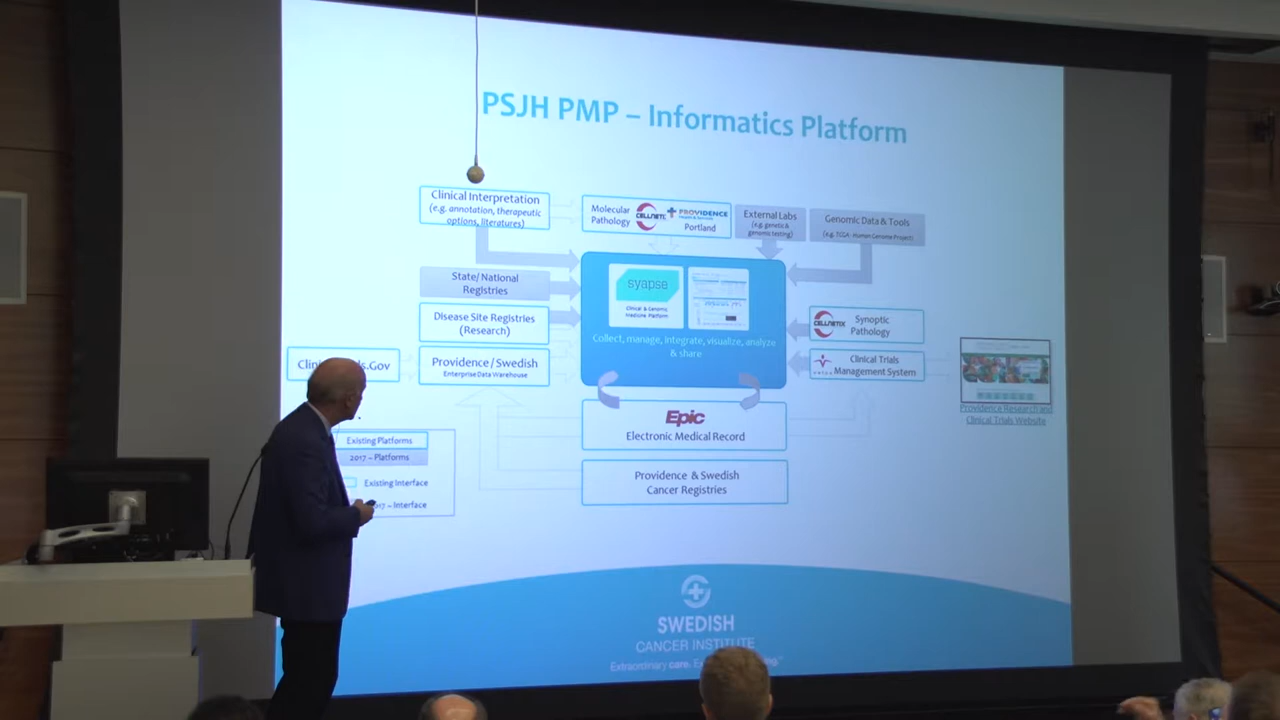 PSJH PMP – Informatics Platform
Clinical Interpretation
(e.g. annotation, therapeutic
options, literatures)
Molecular
Pathology
CELLNETIX
PROVIDENCE
Health & Services
Portland
External Labs
(e.g. genetic &
genomic testing)
Genomic Data & Tools
(e.g. TCGA, Human Genome Project)
State/ National
Registries
syapse
Clinical & Genomic
Medicine Platform
Collect, manage, integrate, visualize, analyze
& share
Disease Site Registries
(Research)
CELLNETIX
Synoptic
Pathology
Providence / Swedish
Enterprise Data Warehouse
Clinical Trials
Management System
Providence Research and
Clinical Trials Website
Epic
Electronic Medical Record
Providence & Swedish
Cancer Registries
Existing Platforms
2017 – Platforms
Existing Interface
– Interface
SWEDISH
CANCER INSTITUTE
Extraordinary care.